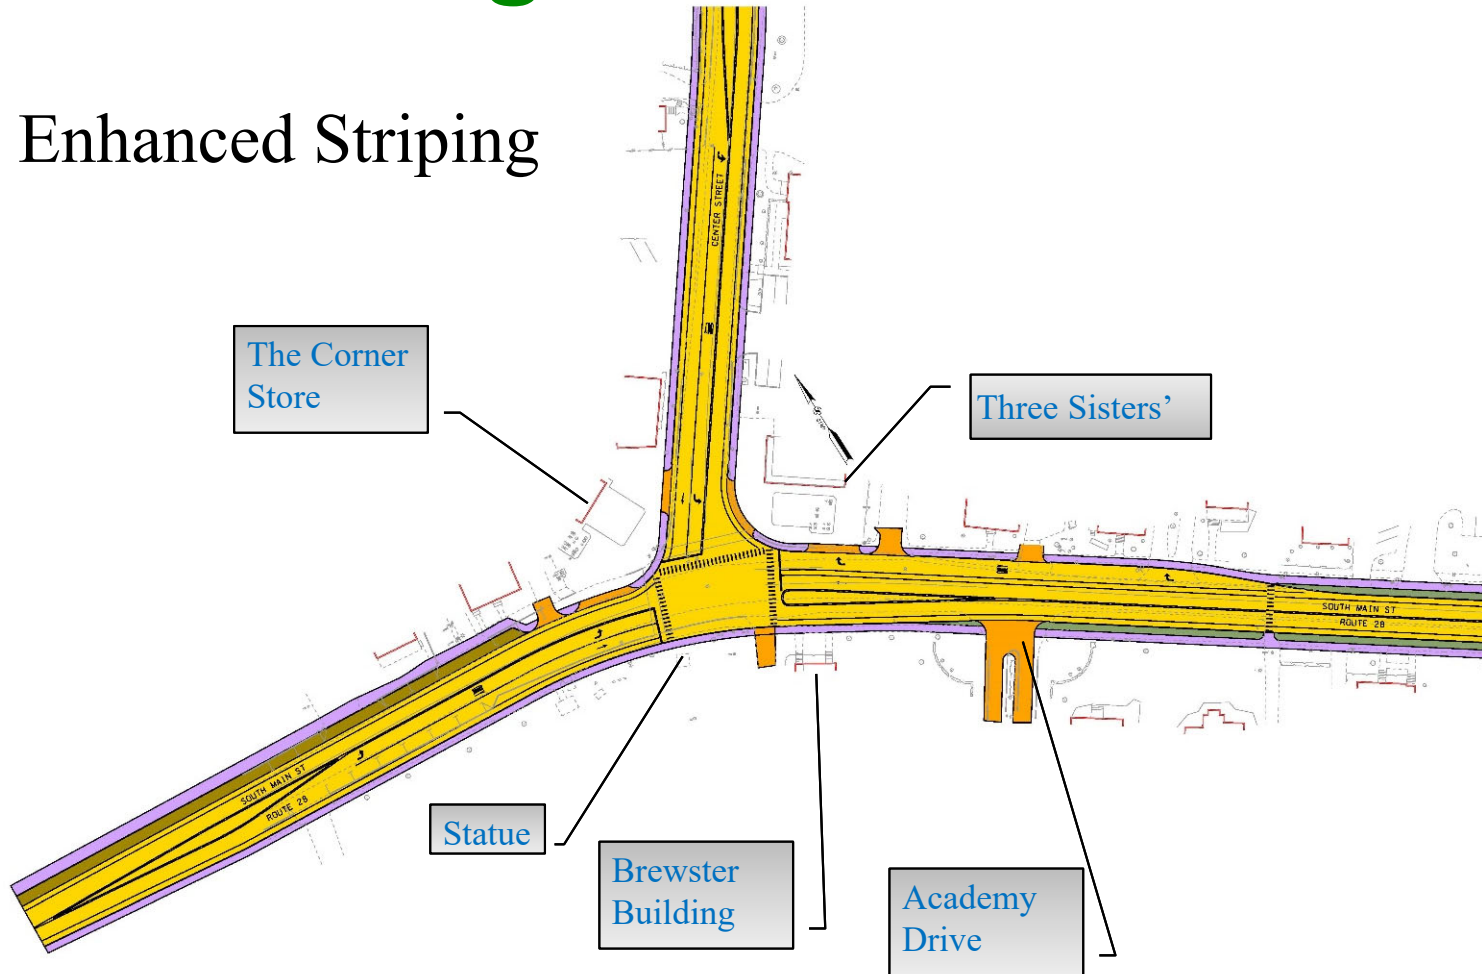 Enhanced Striping
CENTER STREET
The Corner
Store
Three Sisters’
SOUTH MAIN ST
ROUTE 28
SOUTH MAIN ST
ROUTE 28
Statue
Brewster
Building
Academy
Drive